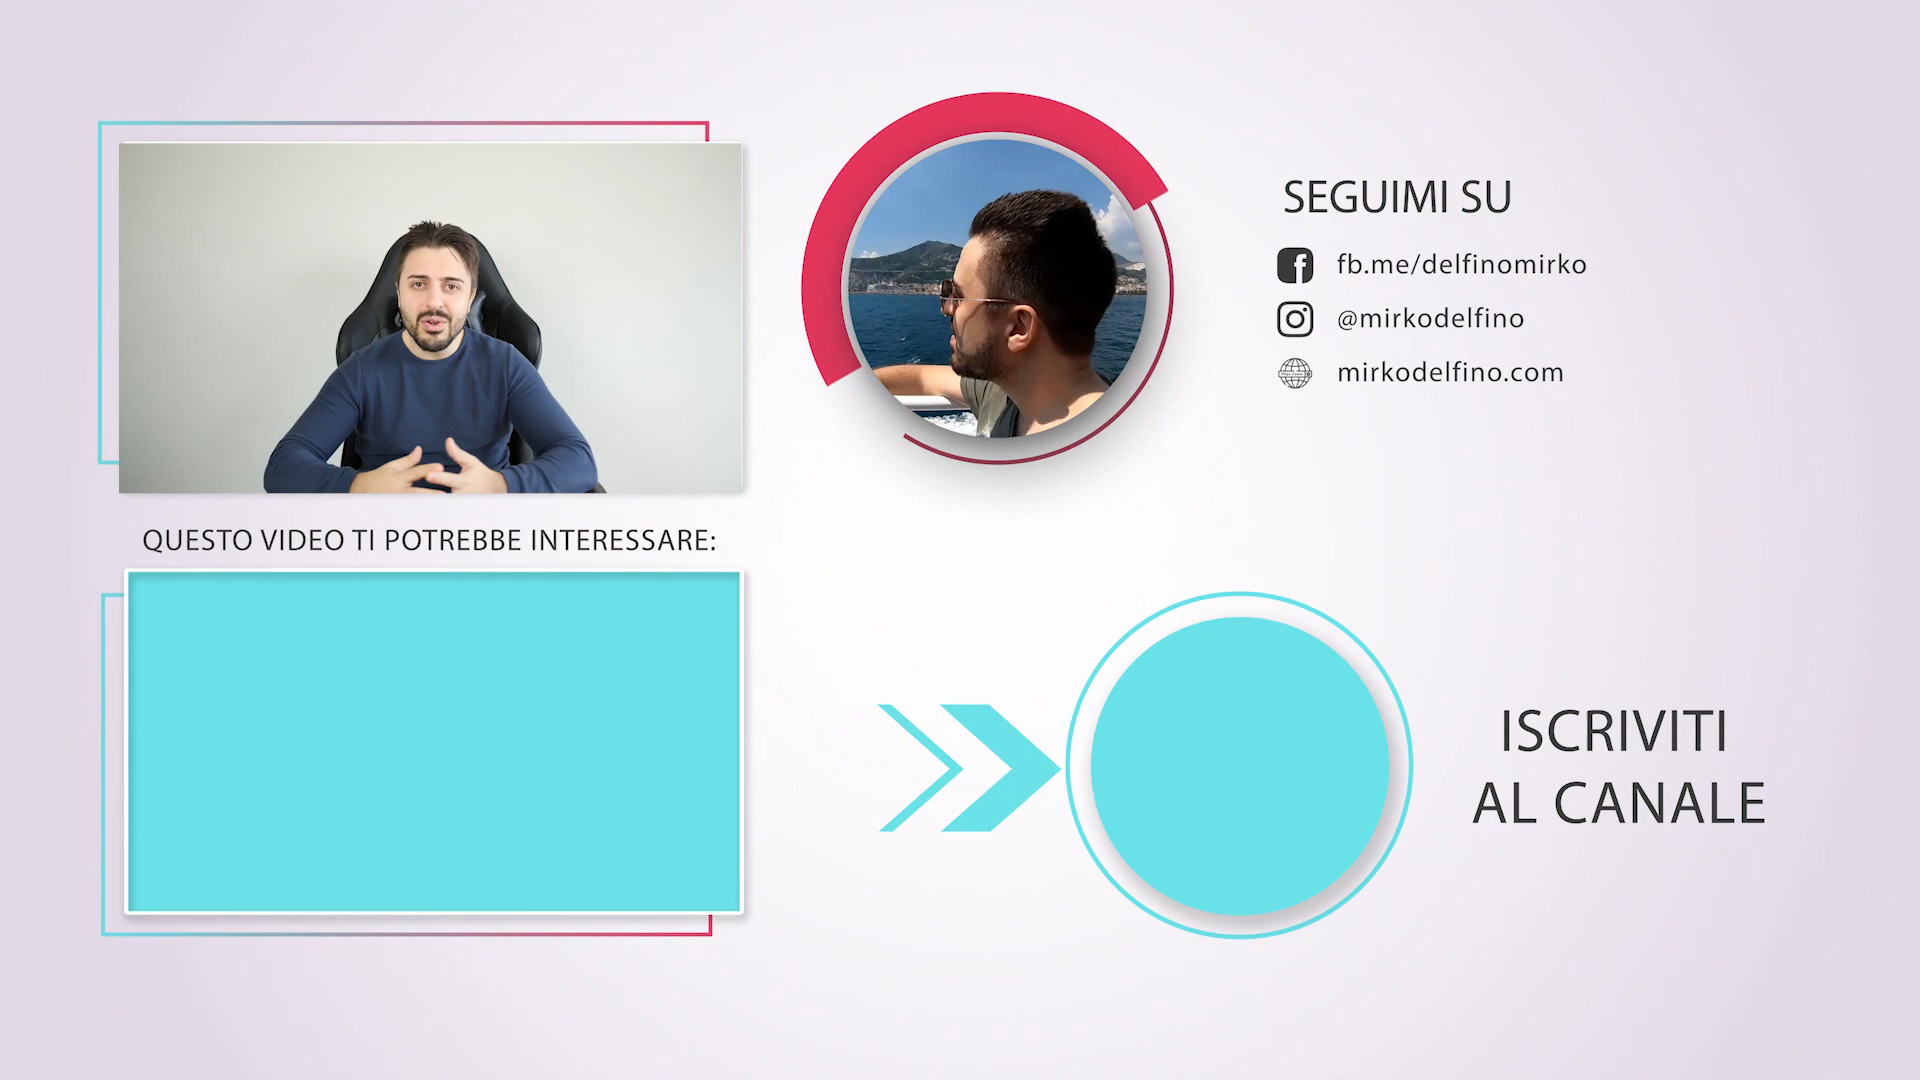 SEGUIMI SU
fb.me/delfinomirko
@mirkodelfino
mirkodelfino.com
QUESTO VIDEO TI POTREBBE INTERESSARE:
ISCRIVITI
AL CANALE